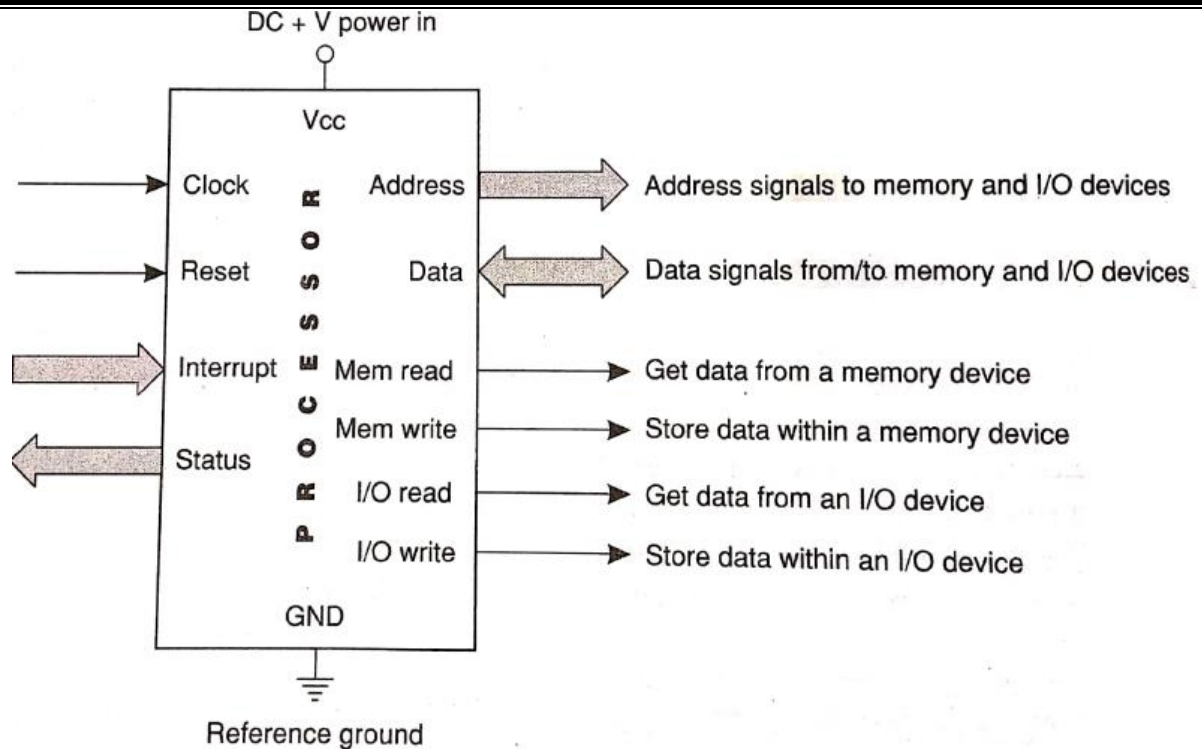 DC + V power in
Vcc
Clock
Address
Address signals to memory and I/O devices
Reset
Data
Data signals from/to memory and I/O devices
Interrupt
Mem read
Get data from a memory device
Mem write
Store data within a memory device
Status
I/O read
Get data from an I/O device
I/O write
Store data within an I/O device
PROCESSOR
GND
Reference ground